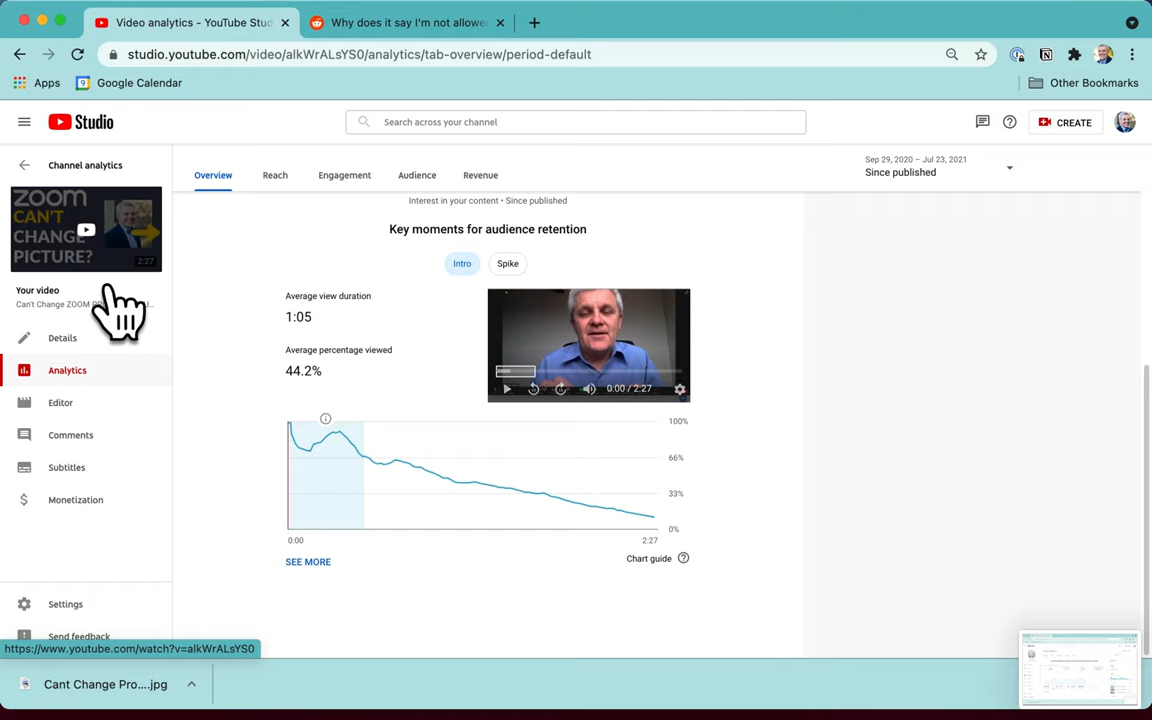 Video analytics - YouTube Stud
Why does it say I'm not allowe
studio.youtube.com/video/alkWrALsYS0/analytics/tab-overview/period-default
Apps
9
Google Calendar
Other Bookmarks
Studio
Search across your channel
CREATE
Channel analytics
Overview
Reach
Engagement
Audience
Revenue
Sep 29, 2020 – Jul 23, 2021
Since published
ZOOM
CAN'T
CHANGE
PICTURE?
2:27
Your video
Can't Change ZOOM
Details
Analytics
Editor
Comments
Subtitles
Monetization
Settings
Send feedback
Interest in your content • Since published
Key moments for audience retention
Intro
Spike
Average view duration
1:05
Average percentage viewed
44.2%
0:00 / 2:27
100%
66%
33%
0%
0:00
2:27
SEE MORE
Chart guide
https://www.youtube.com/watch?v=alkWrALsYS0
Cant Change Pro....jpg